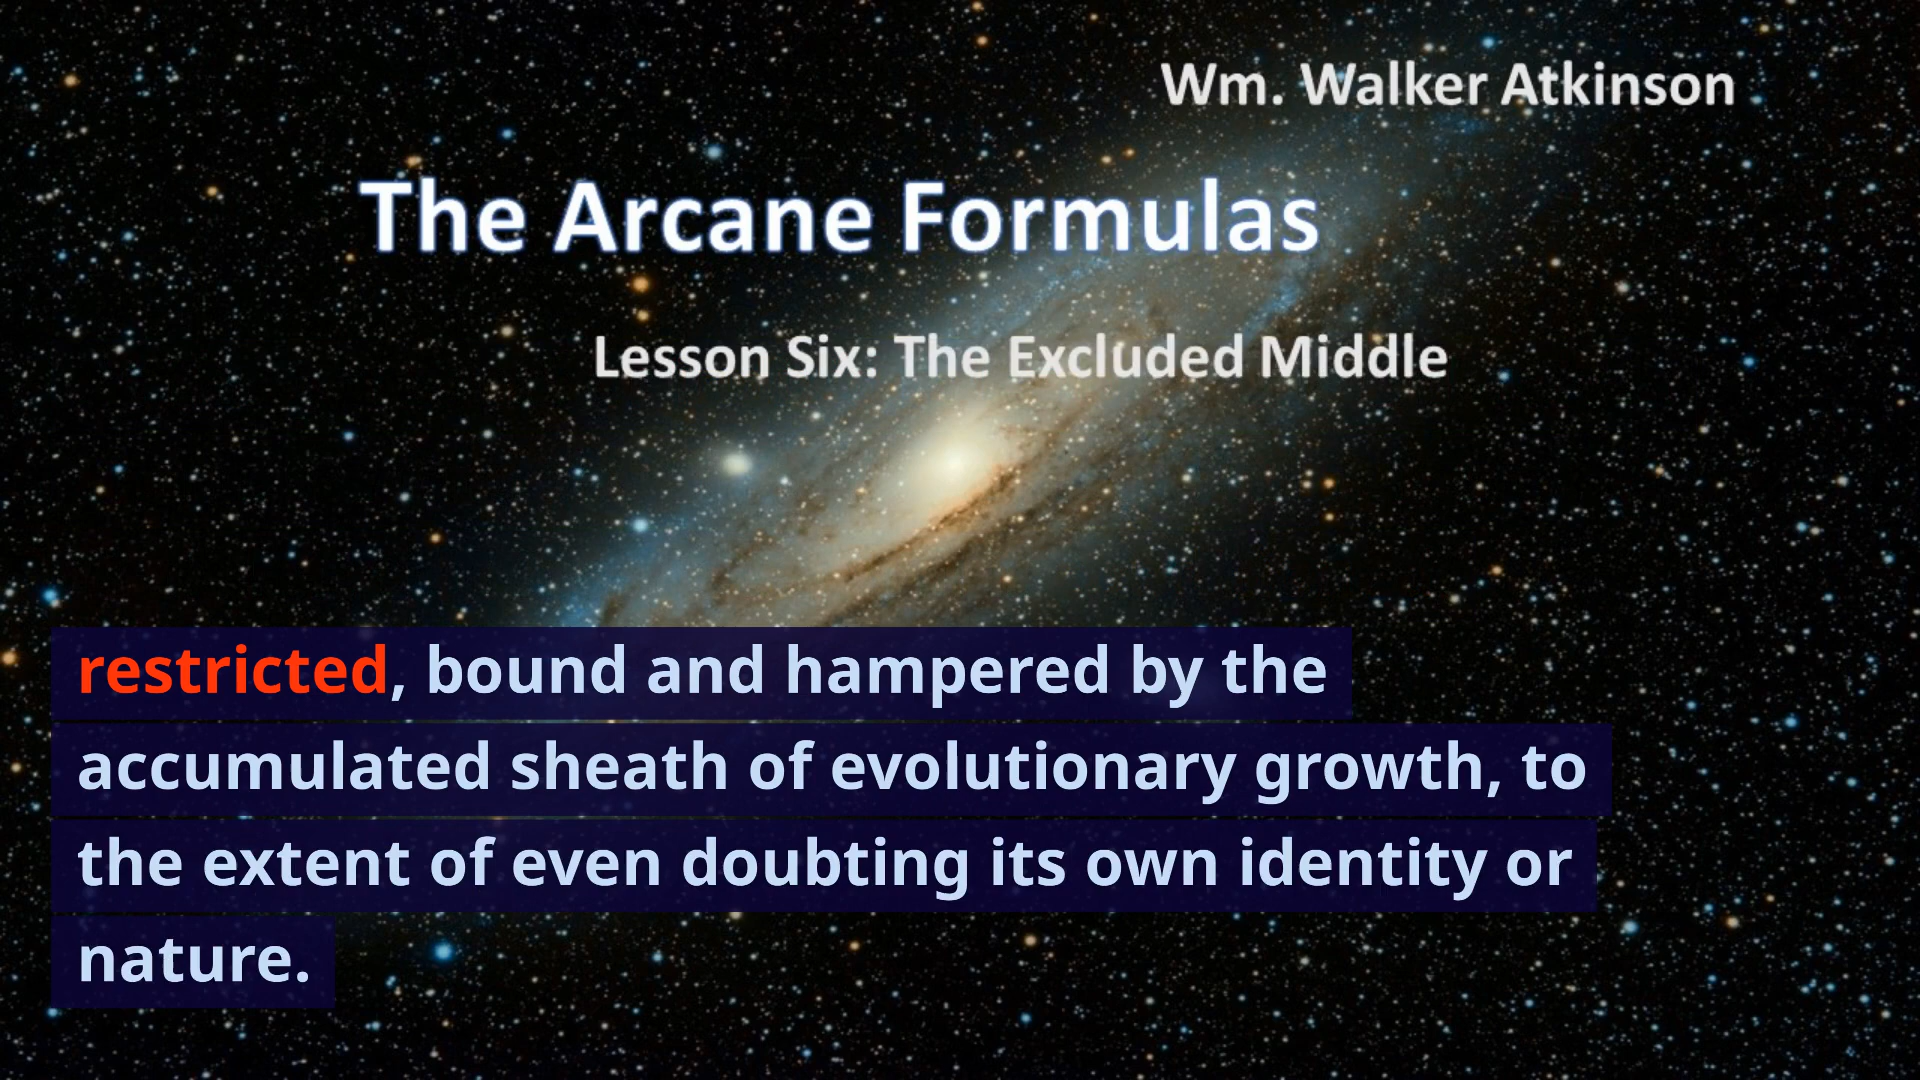 Wm. Walker Atkinson
The Arcane Formulas
Lesson Six: The Excluded Middle
restricted, bound and hampered by the
accumulated sheath of evolutionary growth, to
the extent of even doubting its own identity or
nature.